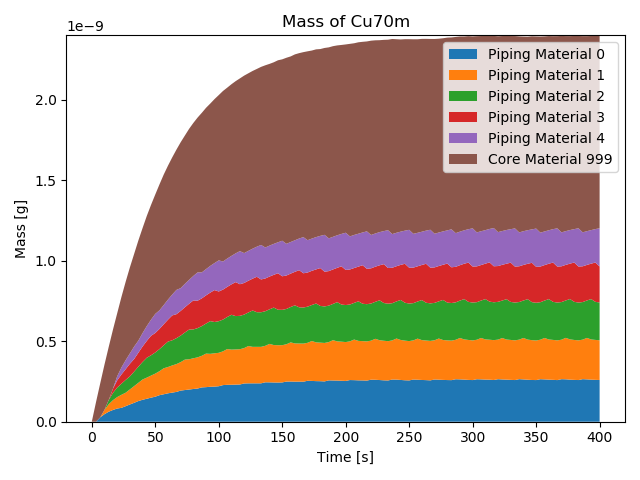 Mass of Cu70m
1e−9
Piping Material 0
Piping Material 1
Piping Material 2
Piping Material 3
Piping Material 4
Core Material 999
Mass [g]
2.0
1.5
1.0
0.5
0.0
0 50 100 150 200 250 300 350 400
Time [s]